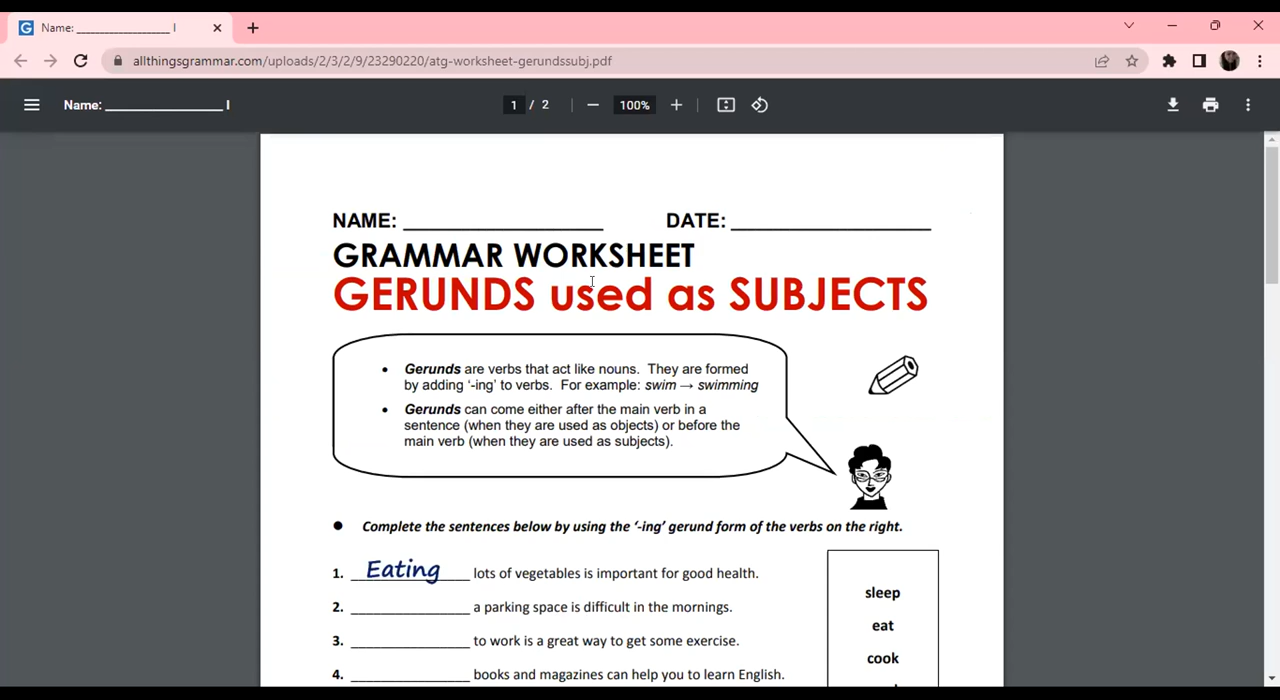 Name: __________________ I
allthingsgrammar.com/uploads/2/3/2/9/23290220/atg-worksheet-gerundssubj.pdf
Name: __________________ I
1 / 2
100%
NAME: __________________ DATE: __________________
GRAMMAR WORKSHEET
GERUNDS used as SUBJECTS
• Gerunds are verbs that act like nouns. They are formed
by adding ‘-ing’ to verbs. For example: swim → swimming
• Gerunds can come either after the main verb in a
sentence (when they are used as objects) or before the
main verb (when they are used as subjects).
● Complete the sentences below by using the ‘-ing’ gerund form of the verbs on the right.
1. Eating lots of vegetables is important for good health.
2. ________________ a parking space is difficult in the mornings.
3. ________________ to work is a great way to get some exercise.
4. ________________ books and magazines can help you to learn English.
sleep
eat
cook